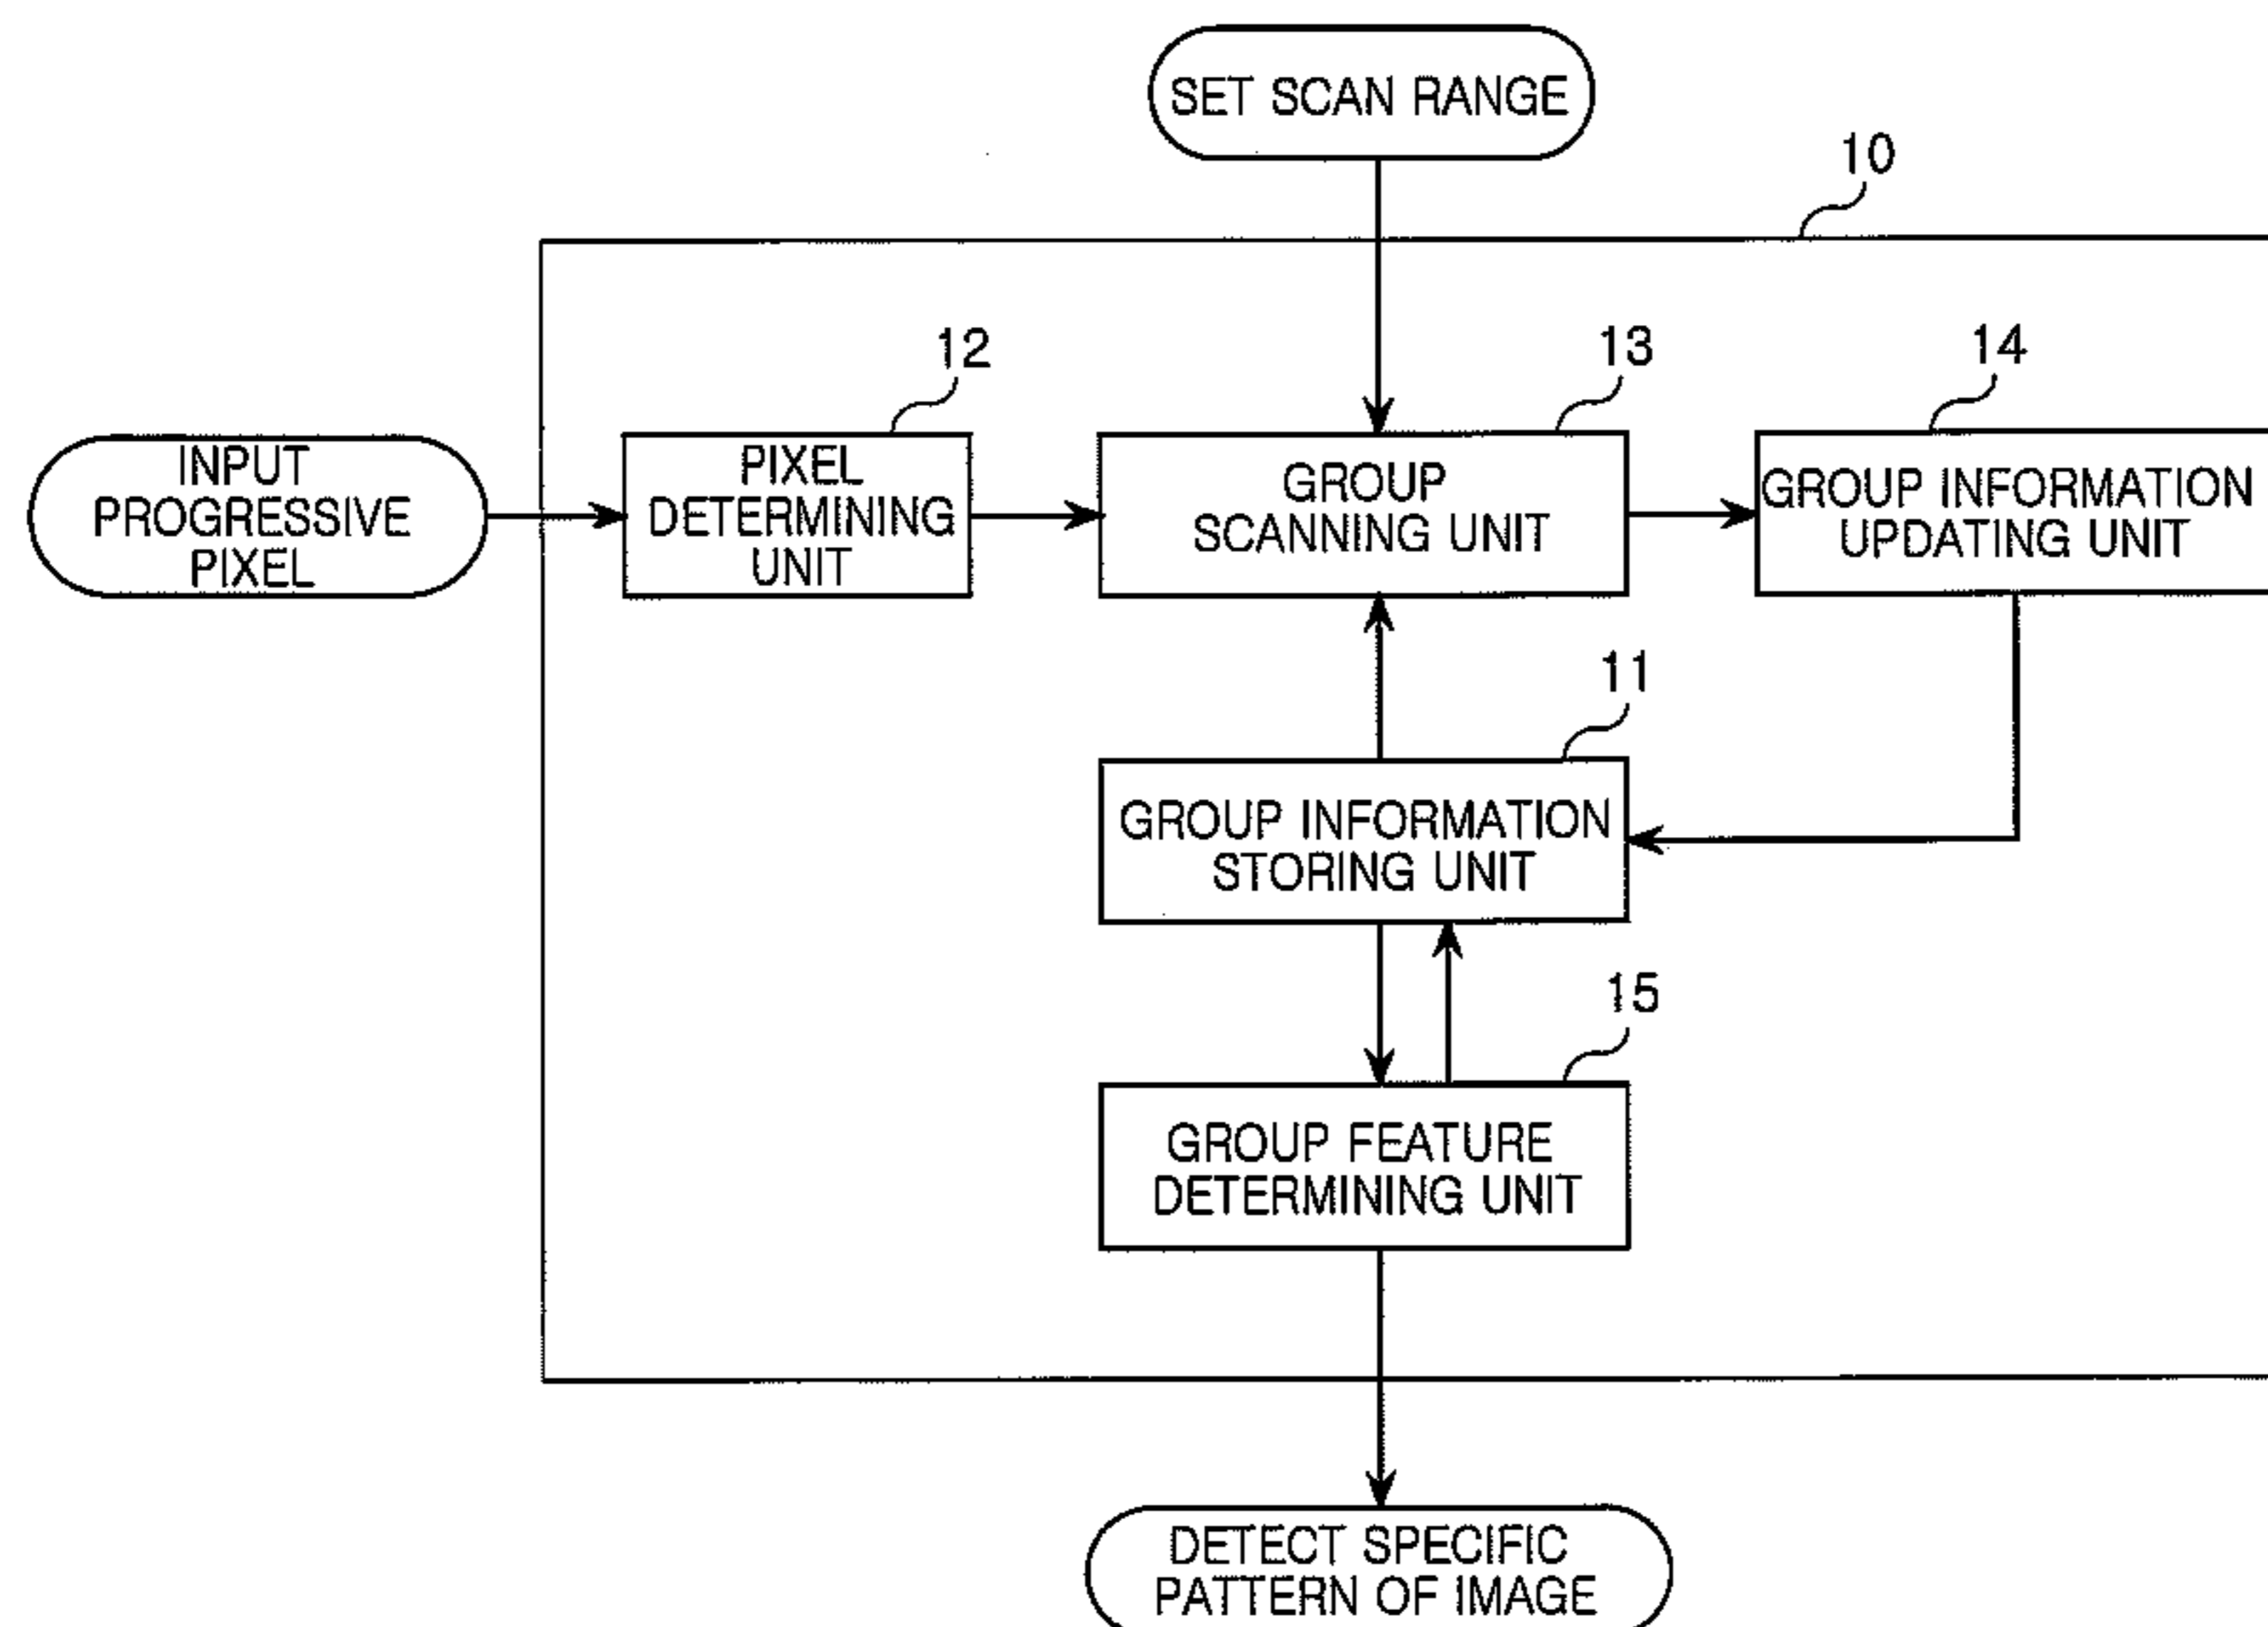 SET SCAN RANGE
10
12
13
14
INPUT
PROGRESSIVE
PIXEL
PIXEL
DETERMINING
UNIT
GROUP
SCANNING UNIT
GROUP INFORMATION
UPDATING UNIT
11
GROUP INFORMATION
STORING UNIT
15
GROUP FEATURE
DETERMINING UNIT
DETECT SPECIFIC
PATTERN OF IMAGE